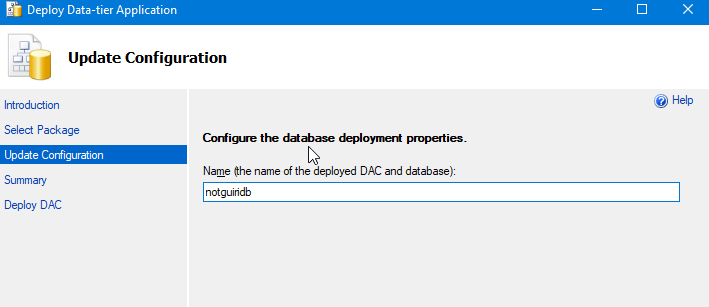 Deploy Data-tier Application
Update Configuration
Introduction
Select Package
Update Configuration
Summary
Deploy DAC
Help
Configure the database deployment properties.
Name (the name of the deployed DAC and database):
notguiridb